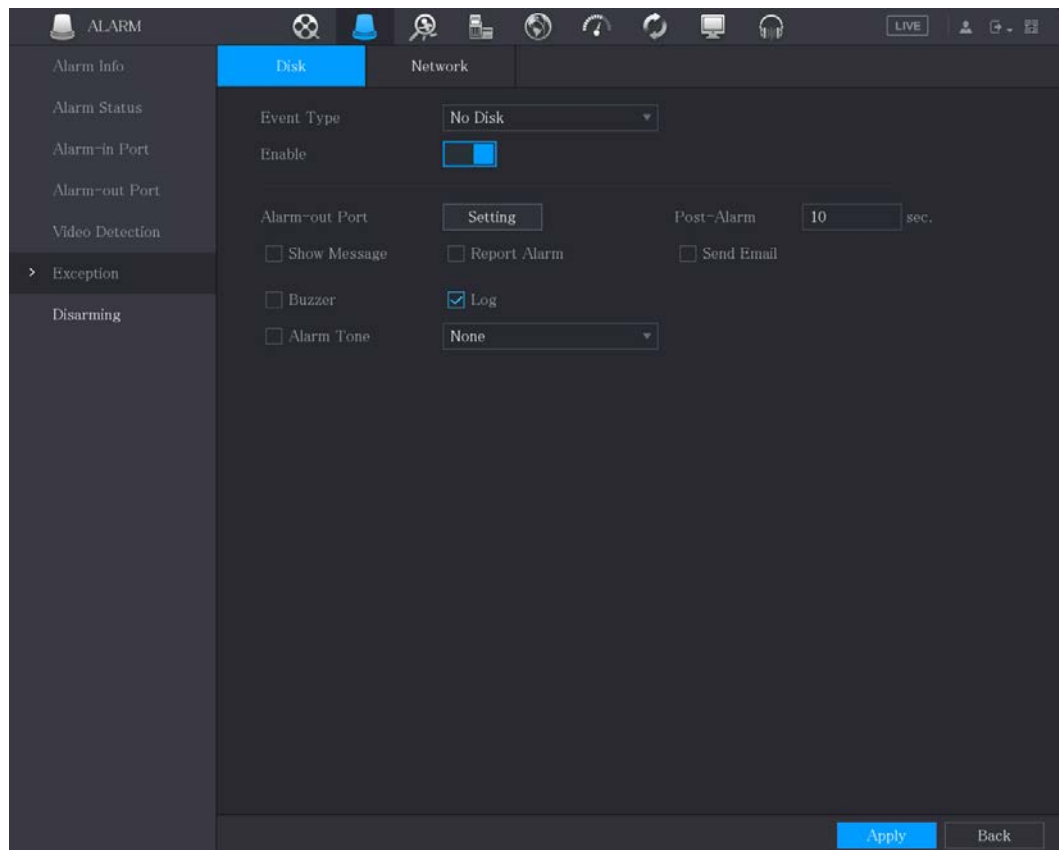 ALARM
LIVE
Alarm Info
Alarm Status
Alarm-in Port
Alarm-out Port
Video Detection
Exception
Disarming
Disk Network
Event Type No Disk
Enable
Alarm-out Port Setting Post-Alarm 10 sec.
Show Message Report Alarm Send Email
Buzzer Log
Alarm Tone None
Apply Back